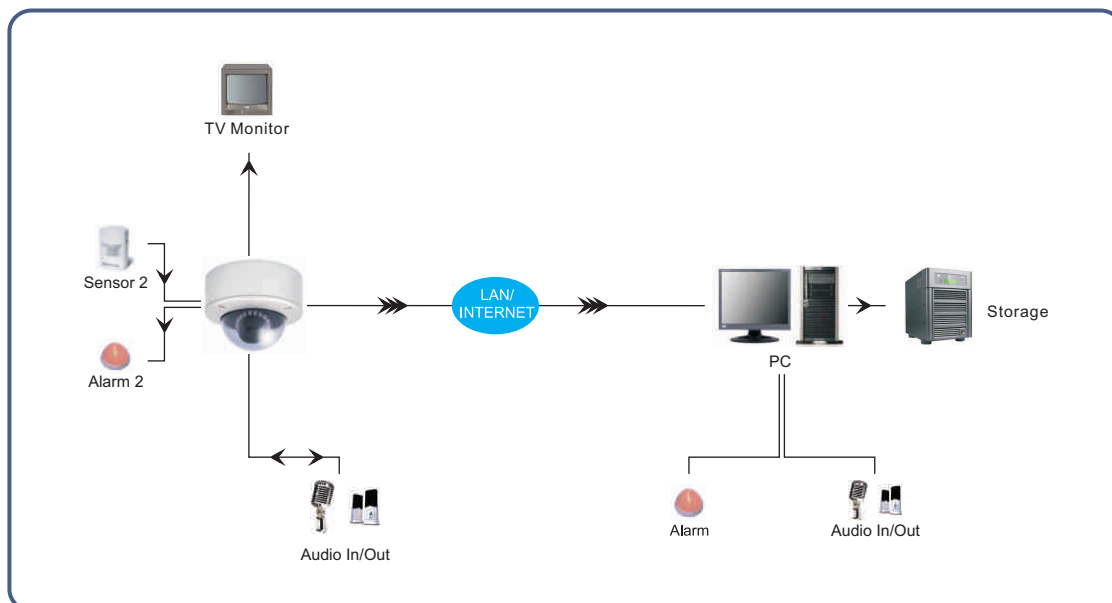 TV Monitor
Sensor 2
Alarm 2
LAN/
INTERNET
PC
Storage
Audio In/Out
Alarm
Audio In/Out